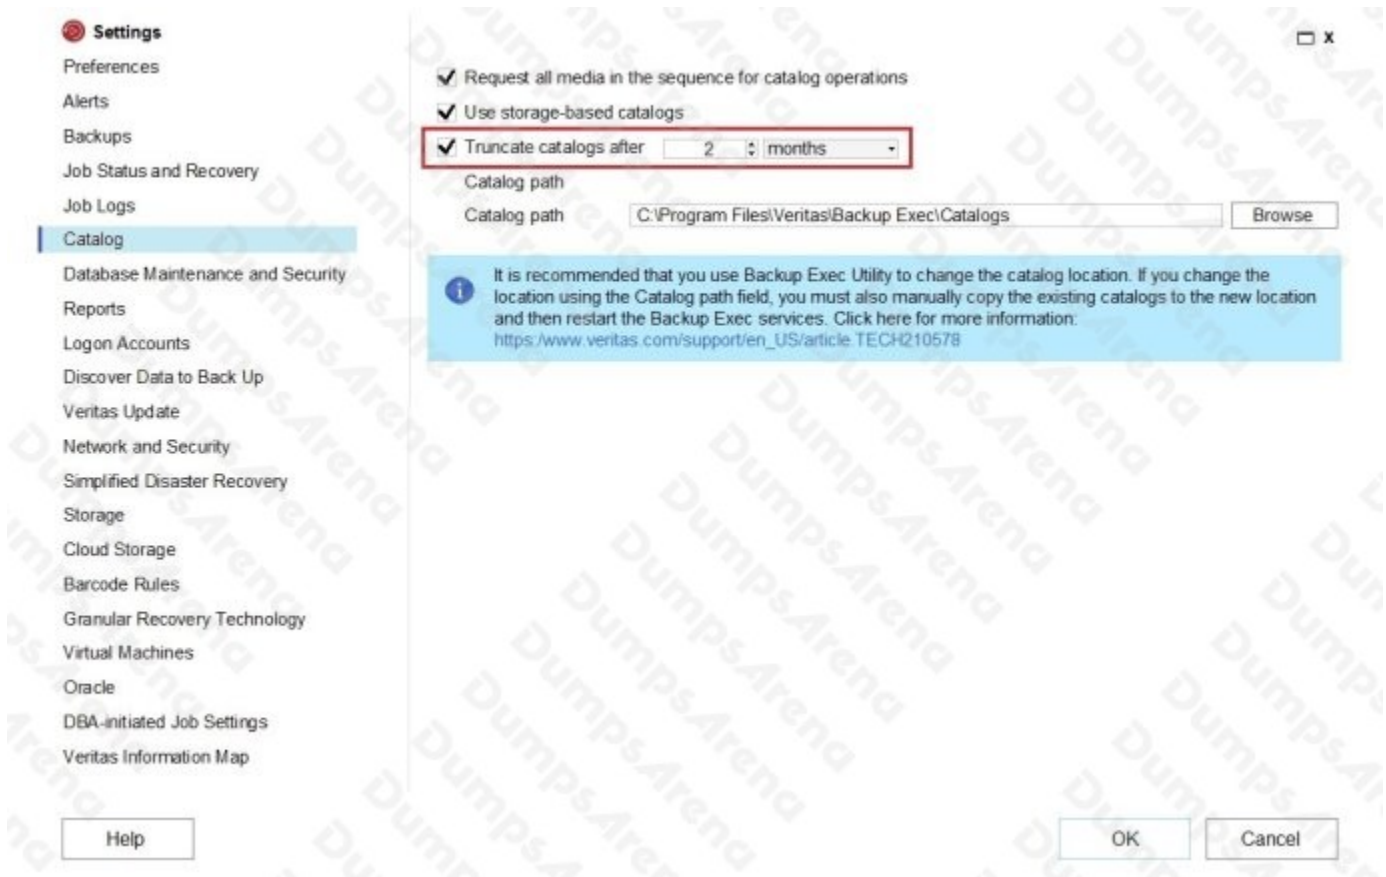 Settings
Preferences
Alerts
Backups
Job Status and Recovery
Job Logs
Catalog
Database Maintenance and Security
Reports
Logon Accounts
Discover Data to Back Up
Veritas Update
Network and Security
Simplified Disaster Recovery
Storage
Cloud Storage
Barcode Rules
Granular Recovery Technology
Virtual Machines
Oracle
DBA-initiated Job Settings
Veritas Information Map
Help
x
Request all media in the sequence for catalog operations
Use storage-based catalogs
Truncate catalogs after 2 months
Catalog path
Catalog path C:\Program Files\Veritas\Backup Exec\Catalogs Browse
It is recommended that you use Backup Exec Utility to change the catalog location. If you change the
location using the Catalog path field, you must also manually copy the existing catalogs to the new location
and then restart the Backup Exec services. Click here for more information:
https:/www.veritas.com/support/en_US/article.TECH210578
OK Cancel
DumpsArena